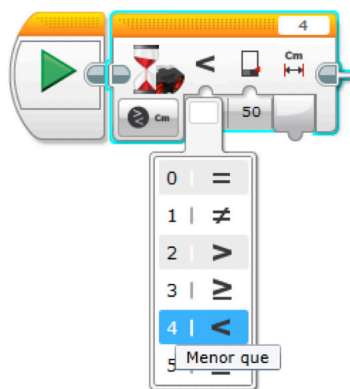 4
<
Cm
Cm
50
0 | =
1 | ≠
2 | >
3 | ≥
4 | <
Menor que
5